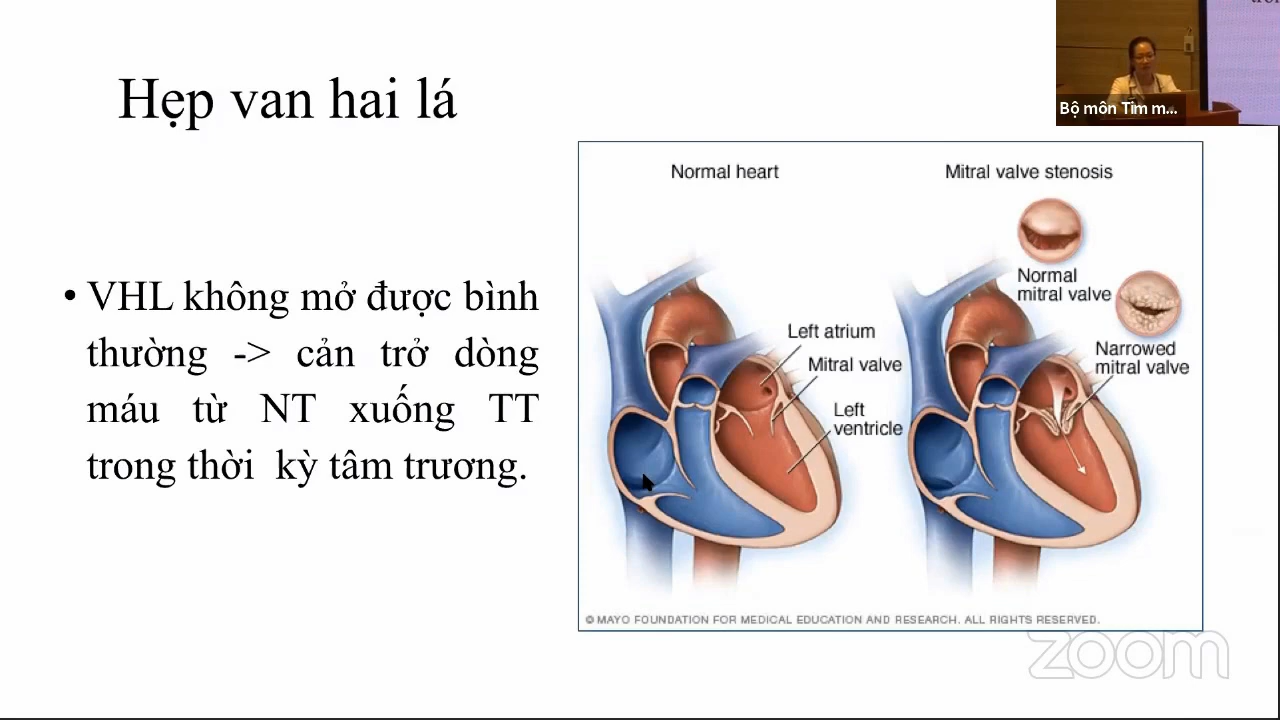 Hẹp van hai lá
Bộ môn Tim m...
• VHL không mở được bình
thường -> cản trở dòng
máu từ NT xuống TT
trong thời kỳ tâm trương.
Normal heart
Mitral valve stenosis
Normal
mitral valve
Left atrium
Mitral valve
Narrowed
mitral valve
Left
ventricle
© MAYO FOUNDATION FOR MEDICAL EDUCATION AND RESEARCH. ALL RIGHTS RESERVED.
zoom